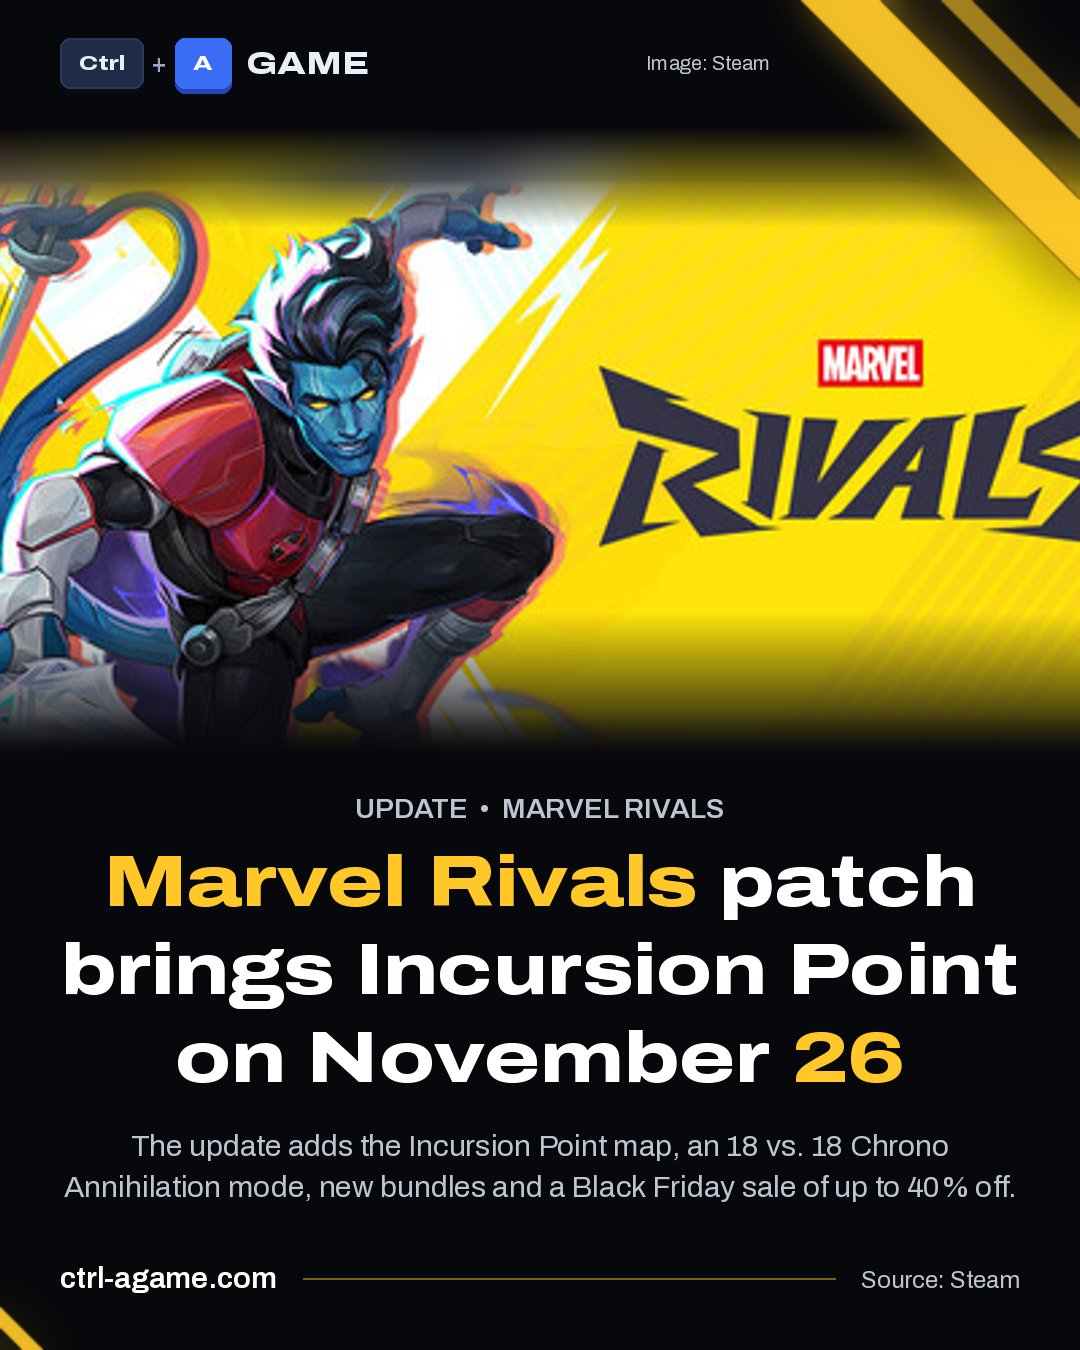 Ctrl + A GAME
Image: Steam
MARVEL
RIVALS
UPDATE • MARVEL RIVALS
Marvel Rivals patch
brings Incursion Point
on November 26
The update adds the Incursion Point map, an 18 vs. 18 Chrono
Annihilation mode, new bundles and a Black Friday sale of up to 40% off.
ctrl-agame.com
Source: Steam